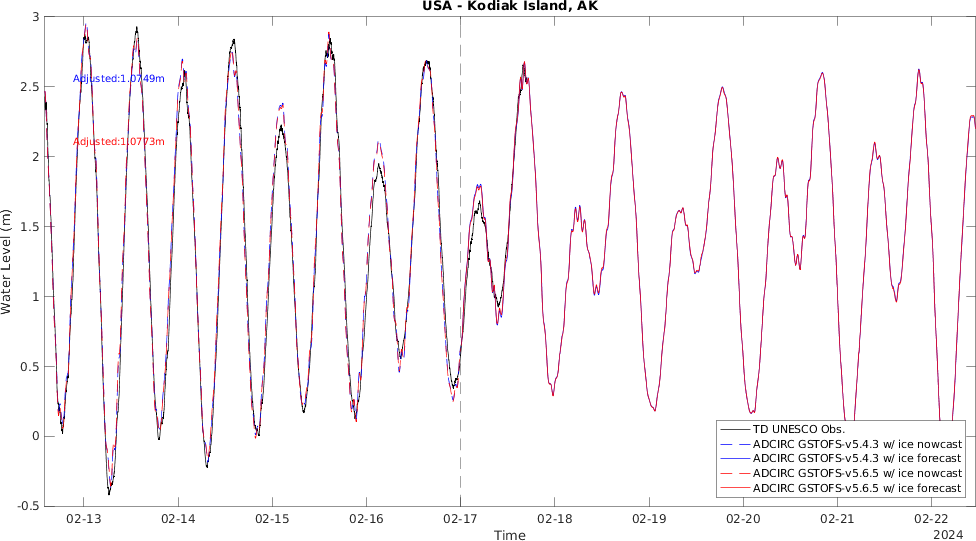 USA - Kodiak Island, AK
3
2.5
2
1.5
1
0.5
0
-0.5
Water Level (m)
Adjusted:1.0749m
Adjusted:1.0773m
TD UNESCO Obs.
ADCIRC GSTOFS-v5.4.3 w/ ice nowcast
ADCIRC GSTOFS-v5.4.3 w/ ice forecast
ADCIRC GSTOFS-v5.6.5 w/ ice nowcast
ADCIRC GSTOFS-v5.6.5 w/ ice forecast
02-13 02-14 02-15 02-16 02-17 02-18 02-19 02-20 02-21 02-22
Time
2024